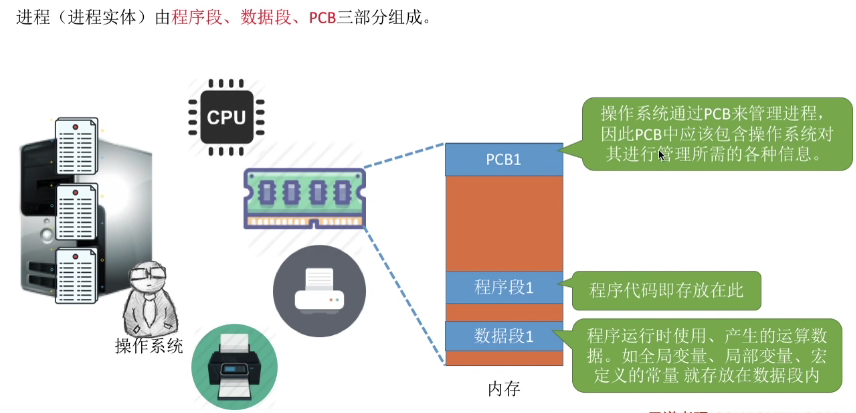 进程（进程实体）由程序段、数据段、PCB三部分组成。
CPU
操作系统通过PCB来管理进程，
因此PCB中应该包含操作系统对
其进行管理所需的各种信息。
PCB1
程序段1
程序代码即存放在此
数据段1
程序运行时使用、产生的运算数
据。如全局变量、局部变量、宏
定义的常量 就存放在数据段内
操作系统
内存